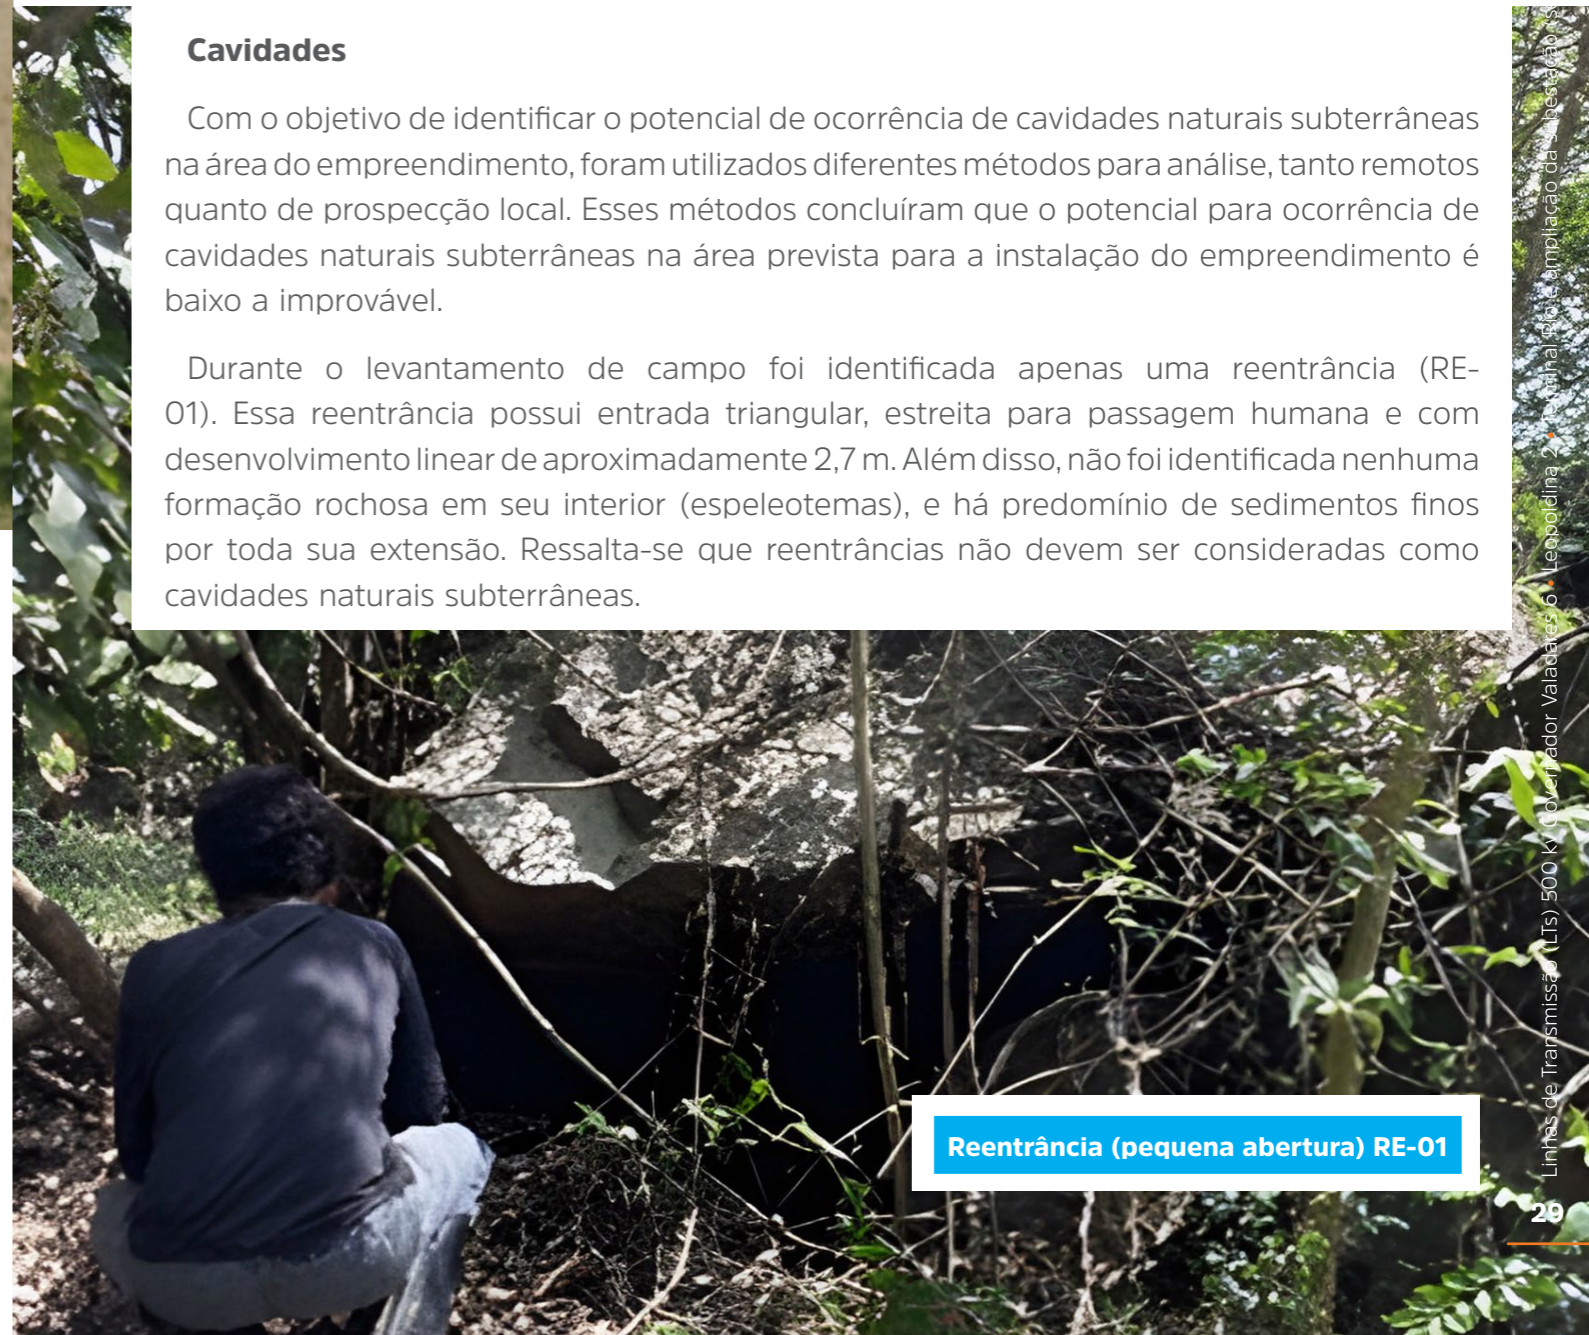 Cavidades
Com o objetivo de identificar o potencial de ocorrência de cavidades naturais subterrâneas
na área do empreendimento, foram utilizados diferentes métodos para análise, tanto remotos
quanto de prospecção local. Esses métodos concluíram que o potencial para ocorrência de
cavidades naturais subterrâneas na área prevista para a instalação do empreendimento é
baixo a improvável.
Durante o levantamento de campo foi identificada apenas uma reentrância (RE-
01). Essa reentrância possui entrada triangular, estreita para passagem humana e com
desenvolvimento linear de aproximadamente 2,7 m. Além disso, não foi identificada nenhuma
formação rochosa em seu interior (espeleotemas), e há predomínio de sedimentos finos
por toda sua extensão. Ressalta-se que reentrâncias não devem ser consideradas como
cavidades naturais subterrâneas.
Reentrância (pequena abertura) RE-01
Linhas de Transmissão (LTs) 500 kV Governador Valadares 6 • Leopoldina 2 • Terminal Rio e ampliação da subestação
29